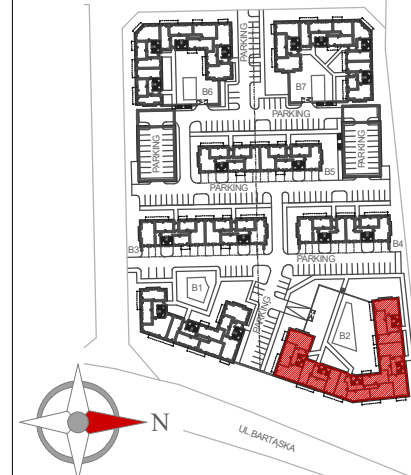 PARKING
B6
B7
PARKING
PARKING
PARKING
B5
PARKING
B3
B4
PARKING
B1
PARKING
B2
N
UL.BARTĄSKA